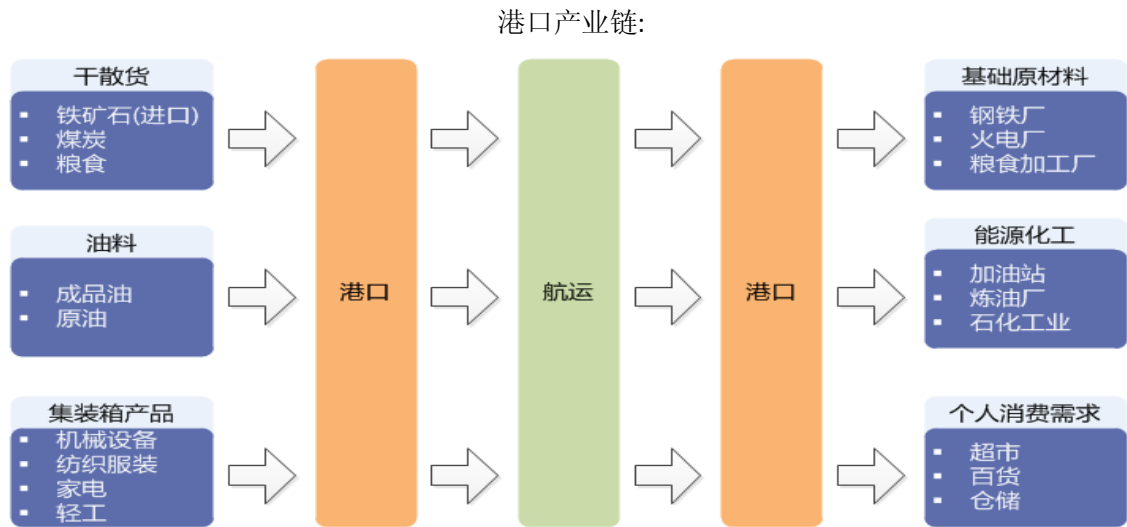 港口产业链:
干散货
▪ 铁矿石(进口)
▪ 煤炭
▪ 粮食
油料
▪ 成品油
▪ 原油
集装箱产品
▪ 机械设备
▪ 纺织服装
▪ 家电
▪ 轻工
港口
航运
港口
基础原材料
▪ 钢铁厂
▪ 火电厂
▪ 粮食加工厂
能源化工
▪ 加油站
▪ 炼油厂
▪ 石化工业
个人消费需求
▪ 超市
▪ 百货
▪ 仓储